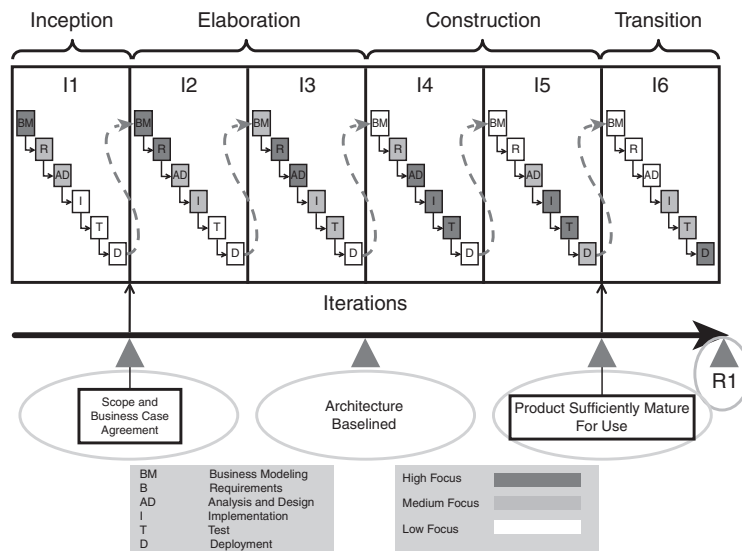 Inception Elaboration Construction Transition
I1 I2 I3 I4 I5 I6
BM BM BM BM BM BM
R R R R R R
AD AD AD AD AD AD
I I I I I I
T T T T T T
D D D D D D
Iterations
R1
Scope and
Business Case
Agreement
Architecture
Baselined
Product Sufficiently Mature
For Use
BM Business Modeling
B Requirements
AD Analysis and Design
I Implementation
T Test
D Deployment
High Focus
Medium Focus
Low Focus